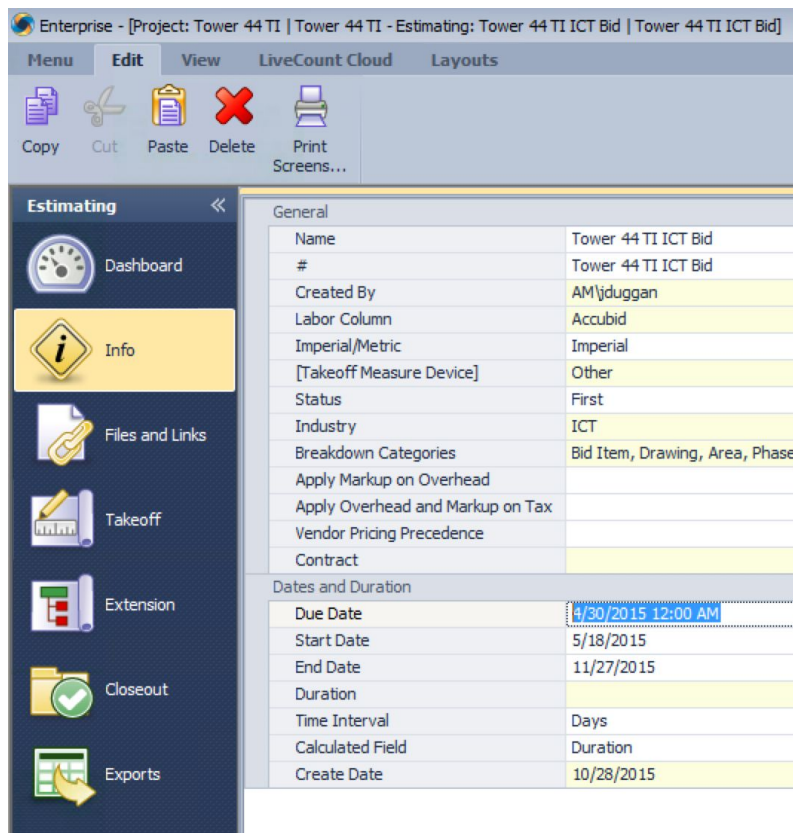 Enterprise - [Project: Tower 44 TI | Tower 44 TI - Estimating: Tower 44 TI ICT Bid | Tower 44 TI ICT Bid]
Menu Edit View LiveCount Cloud Layouts
Copy Cut Paste Delete Print
Screens...
Estimating «
Dashboard
Info
Files and Links
Takeoff
Extension
Closeout
Exports
General
Name Tower 44 TI ICT Bid
# Tower 44 TI ICT Bid
Created By AM\jduggan
Labor Column Accubid
Imperial/Metric Imperial
[Takeoff Measure Device] Other
Status First
Industry ICT
Breakdown Categories Bid Item, Drawing, Area, Phase
Apply Markup on Overhead
Apply Overhead and Markup on Tax
Vendor Pricing Precedence
Contract
Dates and Duration
Due Date 4/30/2015 12:00 AM
Start Date 5/18/2015
End Date 11/27/2015
Duration
Time Interval Days
Calculated Field Duration
Create Date 10/28/2015